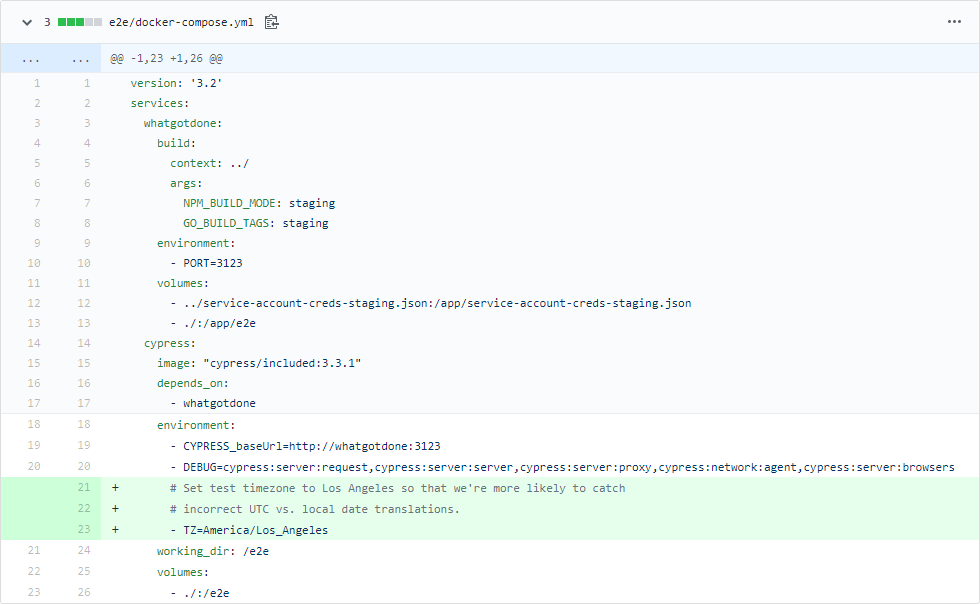 3 e2e/docker-compose.yml ...
... ... @@ -1,23 +1,26 @@
1 1 version: '3.2'
2 2 services:
3 3 whatgotdone:
4 4 build:
5 5 context: ../
6 6 args:
7 7 NPM_BUILD_MODE: staging
8 8 GO_BUILD_TAGS: staging
9 9 environment:
10 10 - PORT=3123
11 11 volumes:
12 12 - ../service-account-creds-staging.json:/app/service-account-creds-staging.json
13 13 - ./:/app/e2e
14 14 cypress:
15 15 image: "cypress/included:3.3.1"
16 16 depends_on:
17 17 - whatgotdone
18 18 environment:
19 19 - CYPRESS_baseUrl=http://whatgotdone:3123
20 20 - DEBUG=cypress:server:request,cypress:server:server,cypress:server:proxy,cypress:network:agent,cypress:server:browsers
21 + # Set test timezone to Los Angeles so that we're more likely to catch
22 + # incorrect UTC vs. local date translations.
23 + - TZ=America/Los_Angeles
21 24 working_dir: /e2e
22 25 volumes:
23 26 - ./:/e2e